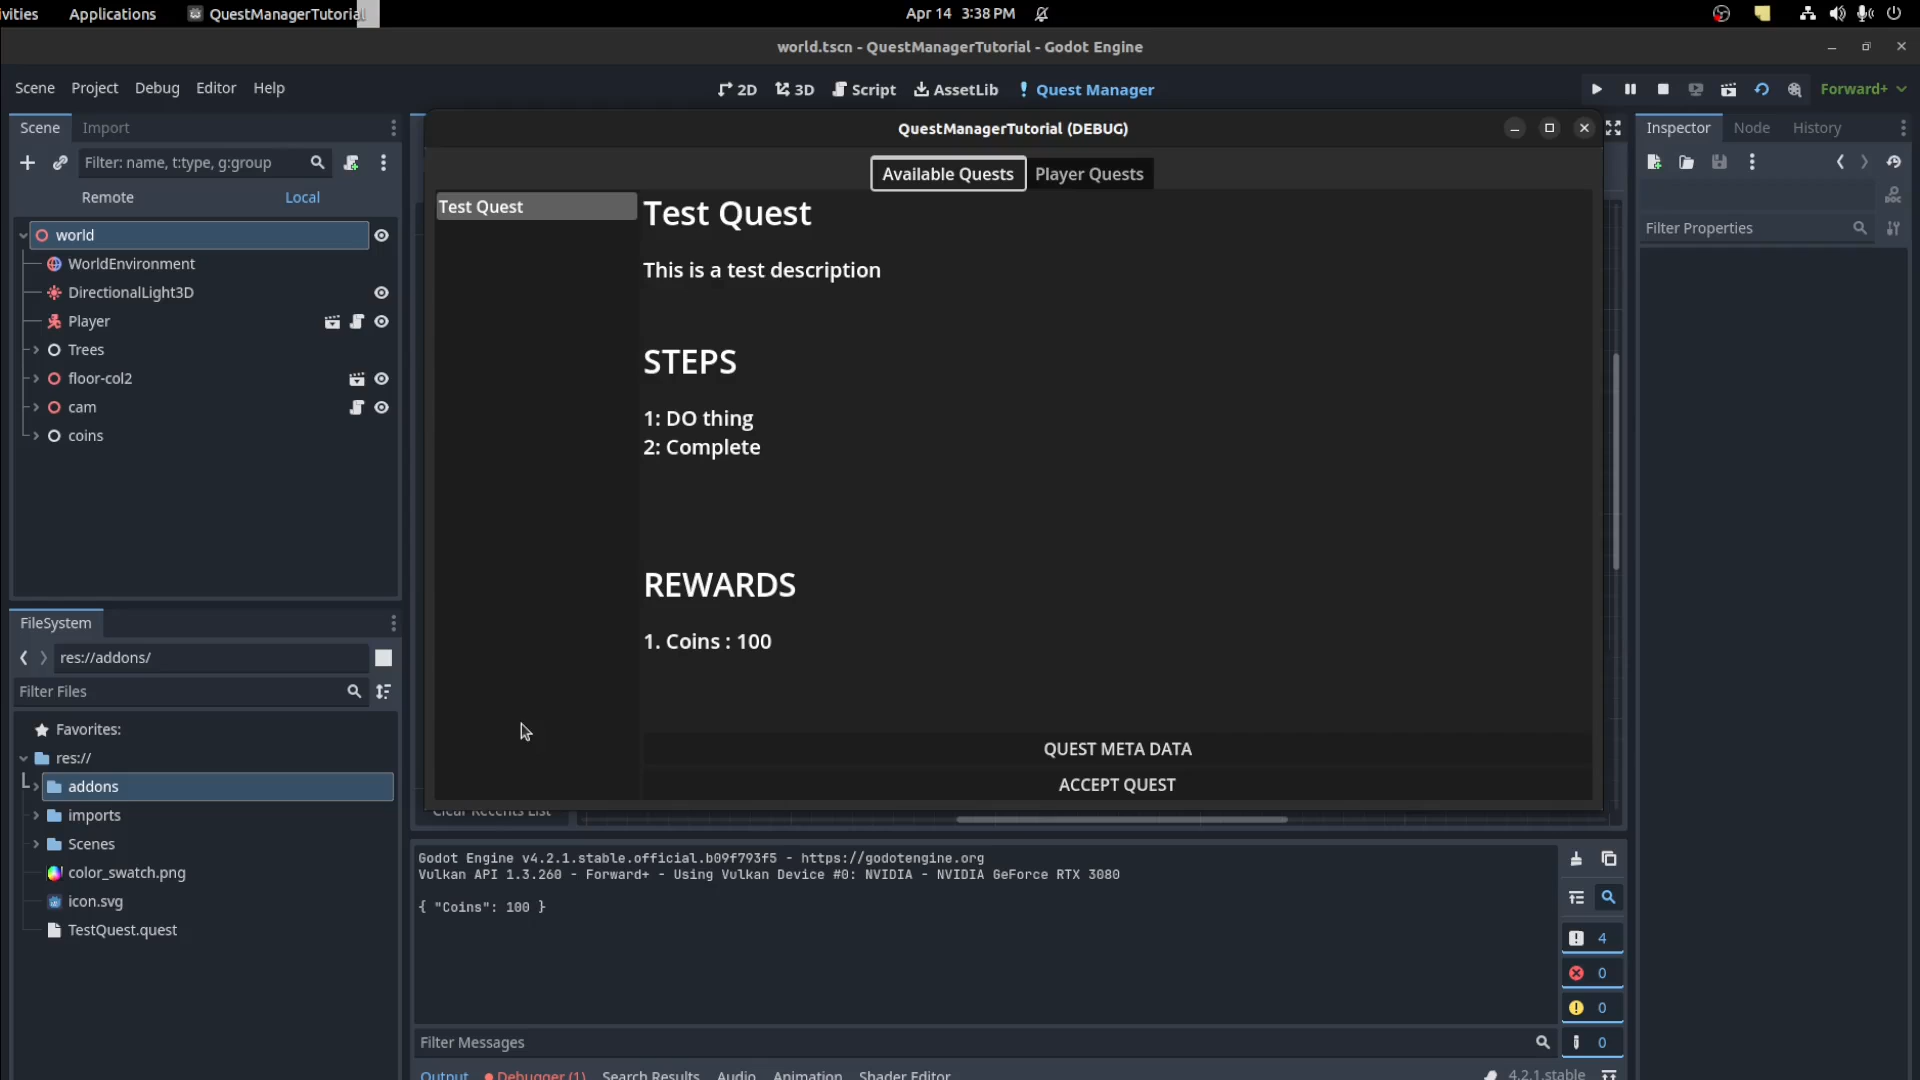 vities Applications QuestManagerTutorial Apr 14 3:38 PM
world.tscn - QuestManagerTutorial - Godot Engine
Scene Project Debug Editor Help 2D 3D Script AssetLib Quest Manager Forward+
Scene Import
Filter: name, t:type, g:group
Remote Local
world
WorldEnvironment
DirectionalLight3D
Player
Trees
floor-col2
cam
coins
FileSystem
res://addons/
Filter Files
Favorites:
res://
addons
imports
Scenes
color_swatch.png
icon.svg
TestQuest.quest
QuestManagerTutorial (DEBUG)
Available Quests Player Quests
Test Quest
Test Quest
This is a test description
STEPS
1: DO thing
2: Complete
REWARDS
1. Coins : 100
QUEST META DATA
ACCEPT QUEST
Clear Recents List
Godot Engine v4.2.1.stable.official.b09f793f5 - https://godotengine.org
Vulkan API 1.3.260 - Forward+ - Using Vulkan Device #0: NVIDIA - NVIDIA GeForce RTX 3080
{ "Coins": 100 }
4
0
0
0
Filter Messages
Output Debugger (1) Search Results Audio Animation Shader Editor 4.2.1.stable
Inspector Node History
DOC
Filter Properties